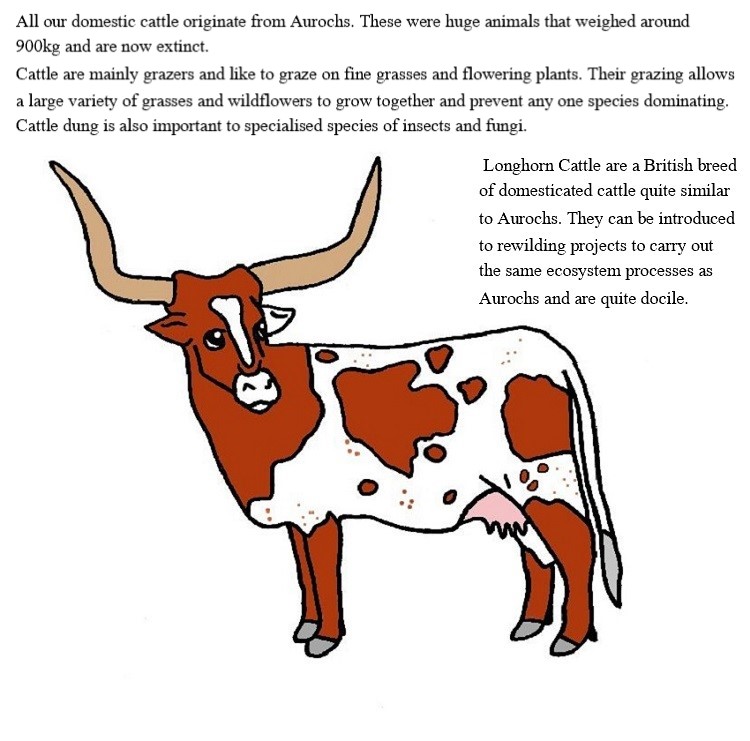 All our domestic cattle originate from Aurochs. These were huge animals that weighed around
900kg and are now extinct.
Cattle are mainly grazers and like to graze on fine grasses and flowering plants. Their grazing allows
a large variety of grasses and wildflowers to grow together and prevent any one species dominating.
Cattle dung is also important to specialised species of insects and fungi.
Longhorn Cattle are a British breed
of domesticated cattle quite similar
to Aurochs. They can be introduced
to rewilding projects to carry out
the same ecosystem processes as
Aurochs and are quite docile.